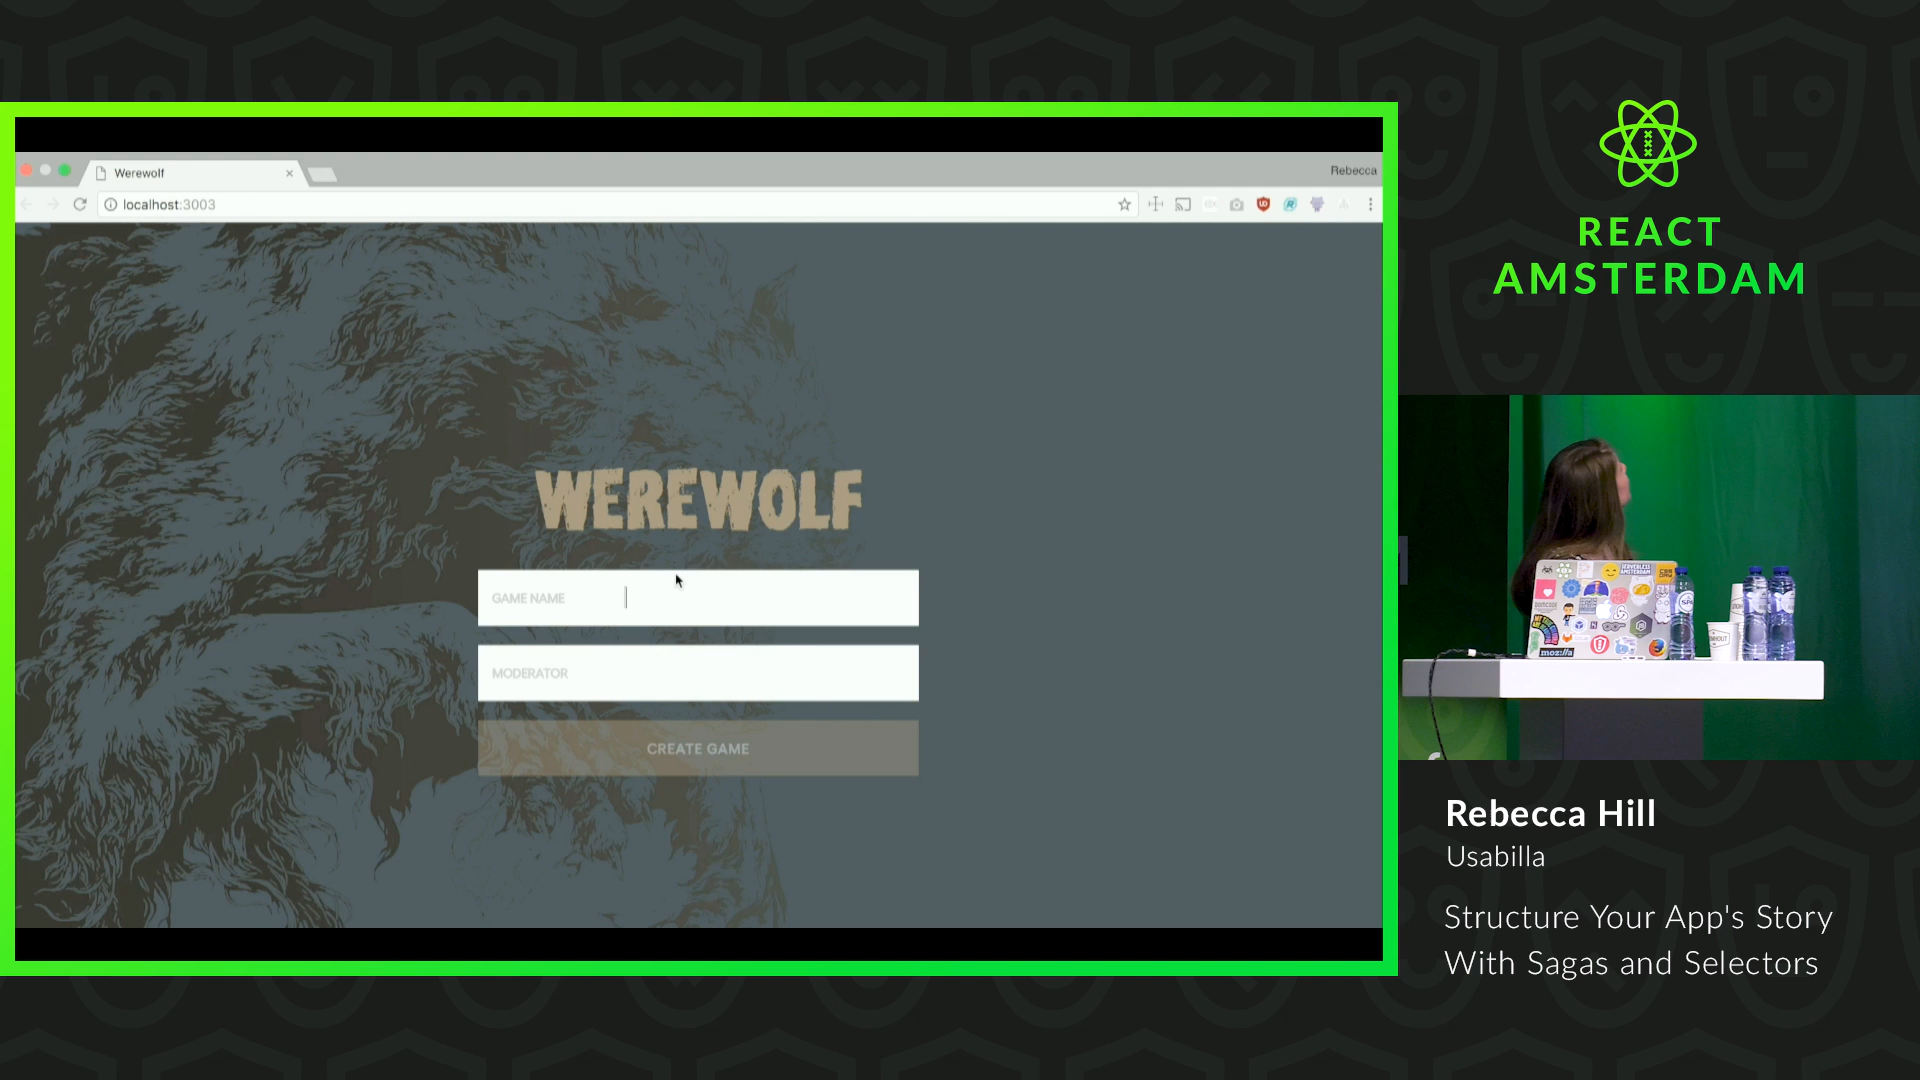 Werewolf
Rebecca
localhost:3003
WEREWOLF
GAME NAME
MODERATOR
CREATE GAME
REACT
AMSTERDAM
moz://a
Rebecca Hill
Usabilla
Structure Your App's Story
With Sagas and Selectors